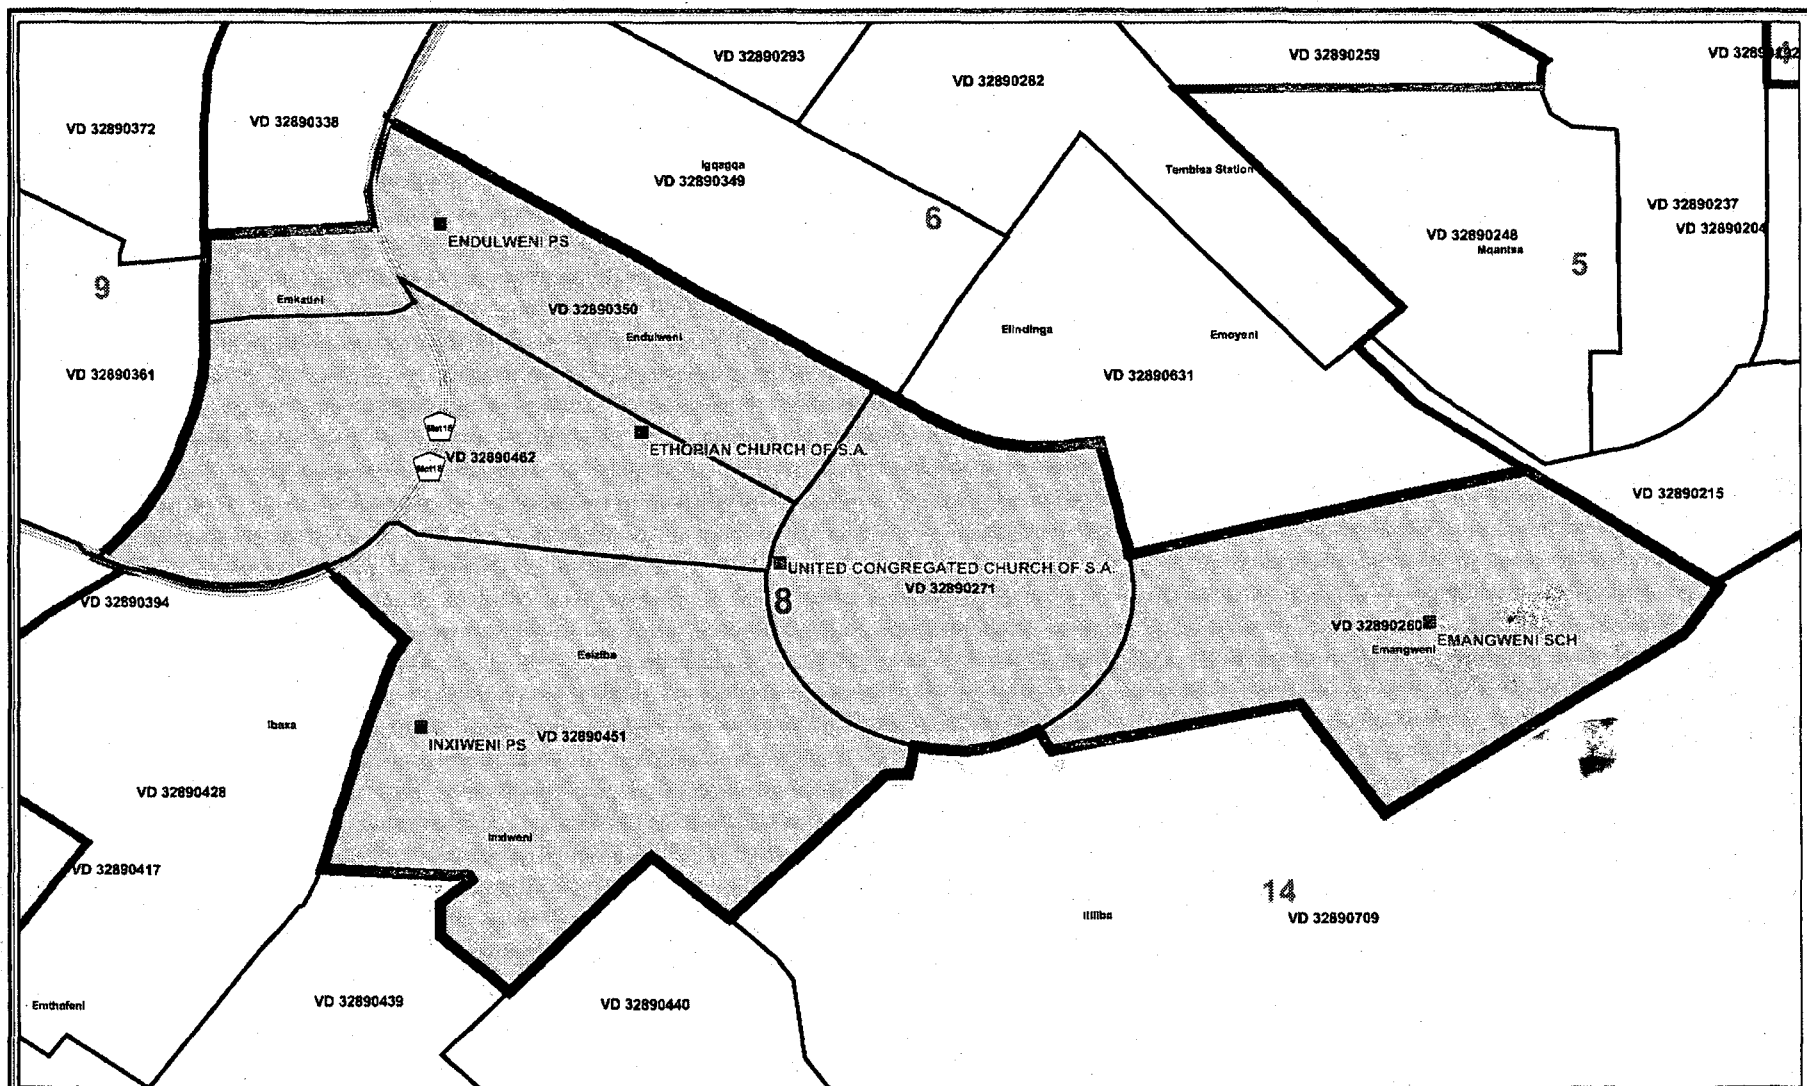 VD 32890293
VD 32890259
VD 32890282
VD 32890372
VD 32890338
Igqagqa
VD 32890349
Tembisa Station
6
VD 32890237
VD 32890204
VD 32890248
Mqantsa
5
ENDULWENI PS
9
Emkatini
VD 32890350
Endulweni
Elindinga
Emoyeni
VD 32890361
VD 32890631
ETHOPIAN CHURCH OF S.A.
VD 32890462
VD 32890215
UNITED CONGREGATED CHURCH OF S.A.
VD 32890271
8
VD 32890394
VD 32890260
EMANGWENI SCH
Emangweni
Esiziba
Ibaxa
VD 32890451
INXIWENI PS
VD 32890428
Inxiweni
VD 32890417
14
VD 32890709
VD 32890439
VD 32890440
Emthafeni